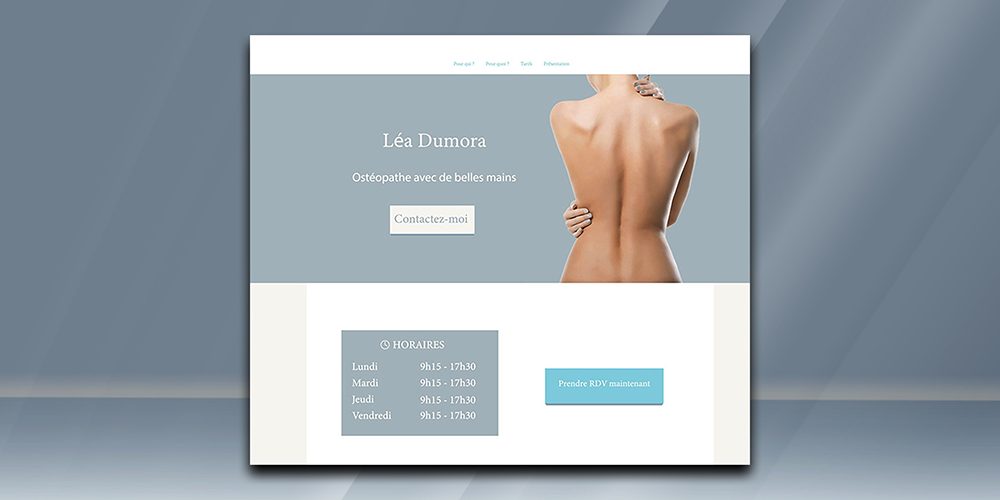 Pour qui ? Pour quoi ? Tarifs Présentation
Léa Dumora
Ostéopathe avec de belles mains
Contactez-moi
HORAIRES
Lundi 9h15 - 17h30
Mardi 9h15 - 17h30
Jeudi 9h15 - 17h30
Vendredi 9h15 - 17h30
Prendre RDV maintenant